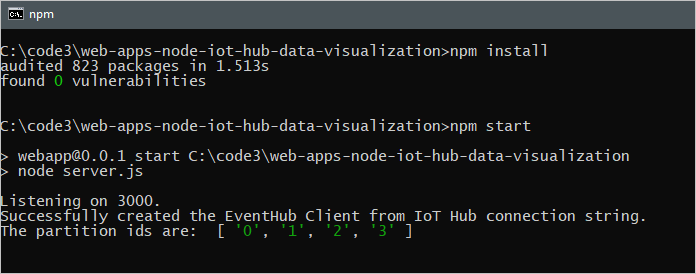 npm
C:\code3\web-apps-node-iot-hub-data-visualization>npm install
audited 823 packages in 1.513s
found 0 vulnerabilities
C:\code3\web-apps-node-iot-hub-data-visualization>npm start
> webapp@0.0.1 start C:\code3\web-apps-node-iot-hub-data-visualization
> node server.js
Listening on 3000.
Successfully created the EventHub Client from IoT Hub connection string.
The partition ids are:  [ '0', '1', '2', '3' ]